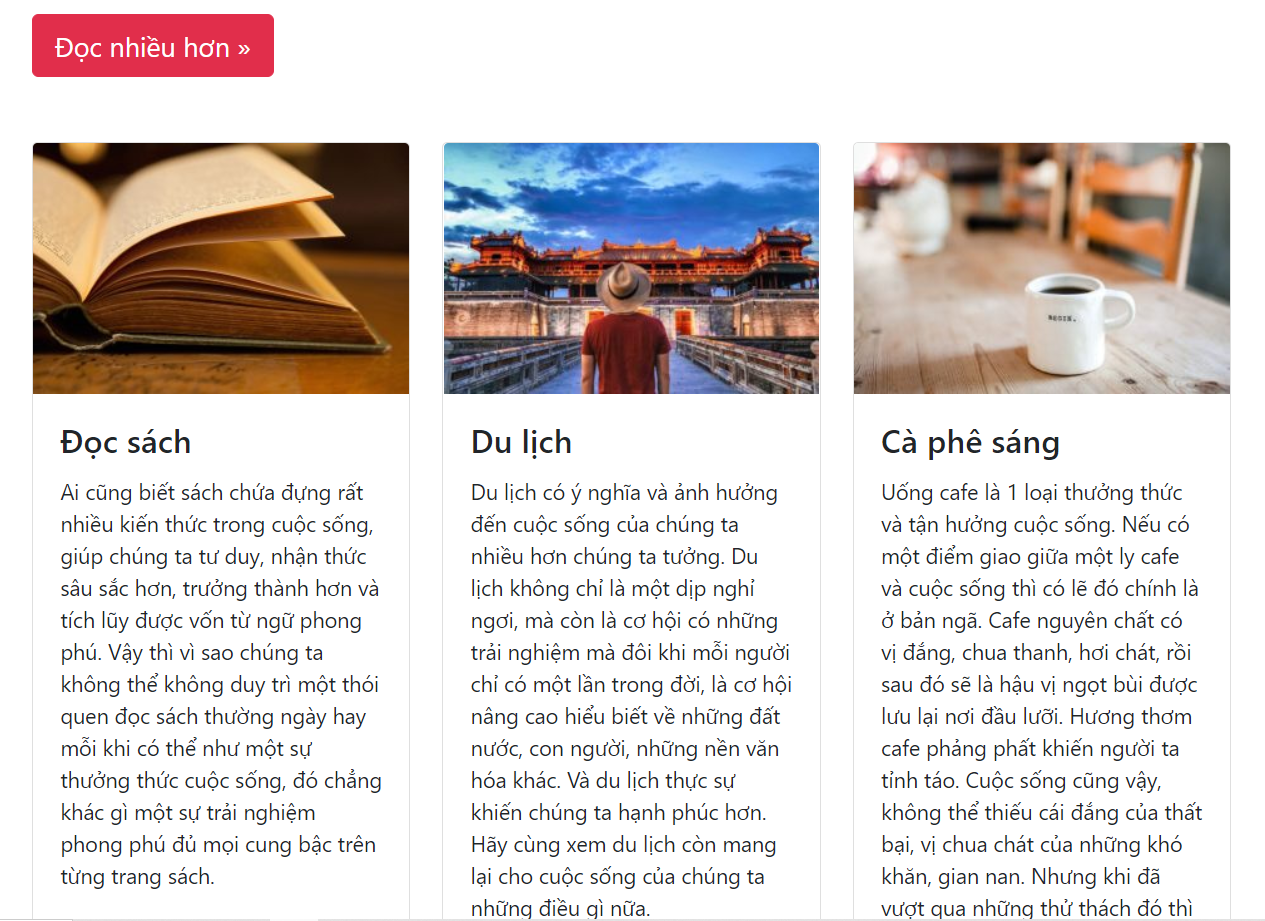 Đọc nhiều hơn »
Đọc sách
Ai cũng biết sách chứa đựng rất
nhiều kiến thức trong cuộc sống,
giúp chúng ta tư duy, nhận thức
sâu sắc hơn, trưởng thành hơn và
tích lũy được vốn từ ngữ phong
phú. Vậy thì vì sao chúng ta
không thể không duy trì một thói
quen đọc sách thường ngày hay
mỗi khi có thể như một sự
thưởng thức cuộc sống, đó chẳng
khác gì một sự trải nghiệm
phong phú đủ mọi cung bậc trên
từng trang sách.
Du lịch
Du lịch có ý nghĩa và ảnh hưởng
đến cuộc sống của chúng ta
nhiều hơn chúng ta tưởng. Du
lịch không chỉ là một dịp nghỉ
ngơi, mà còn là cơ hội có những
trải nghiệm mà đôi khi mỗi người
chỉ có một lần trong đời, là cơ hội
nâng cao hiểu biết về những đất
nước, con người, những nền văn
hóa khác. Và du lịch thực sự
khiến chúng ta hạnh phúc hơn.
Hãy cùng xem du lịch còn mang
lại cho cuộc sống của chúng ta
những điều gì nữa.
Cà phê sáng
Uống cafe là 1 loại thưởng thức
và tận hưởng cuộc sống. Nếu có
một điểm giao giữa một ly cafe
và cuộc sống thì có lẽ đó chính là
ở bản ngã. Cafe nguyên chất có
vị đắng, chua thanh, hơi chát, rồi
sau đó sẽ là hậu vị ngọt bùi được
lưu lại nơi đầu lưỡi. Hương thơm
cafe phảng phất khiến người ta
tỉnh táo. Cuộc sống cũng vậy,
không thể thiếu cái đắng của thất
bại, vị chua chát của những khó
khăn, gian nan. Nhưng khi đã
vượt qua những thử thách đó thì